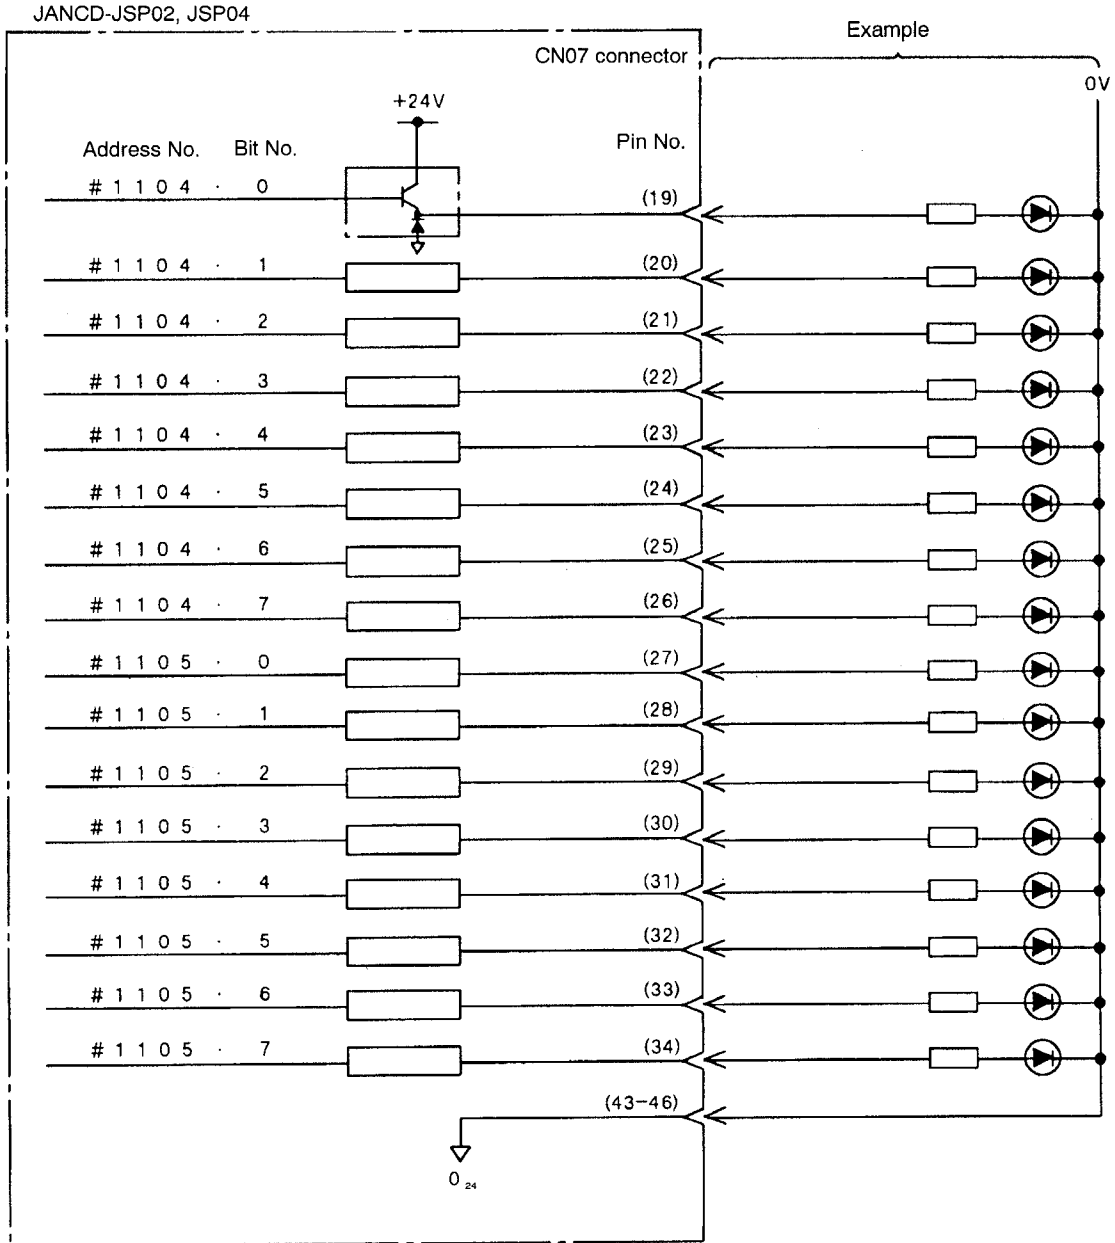 JANCD-JSP02, JSP04
Example
CN07 connector
0V
+24V
Address No. Bit No. Pin No.
#1104 · 0 (19)
#1104 · 1 (20)
#1104 · 2 (21)
#1104 · 3 (22)
#1104 · 4 (23)
#1104 · 5 (24)
#1104 · 6 (25)
#1104 · 7 (26)
#1105 · 0 (27)
#1105 · 1 (28)
#1105 · 2 (29)
#1105 · 3 (30)
#1105 · 4 (31)
#1105 · 5 (32)
#1105 · 6 (33)
#1105 · 7 (34)
(43-46)
0 24